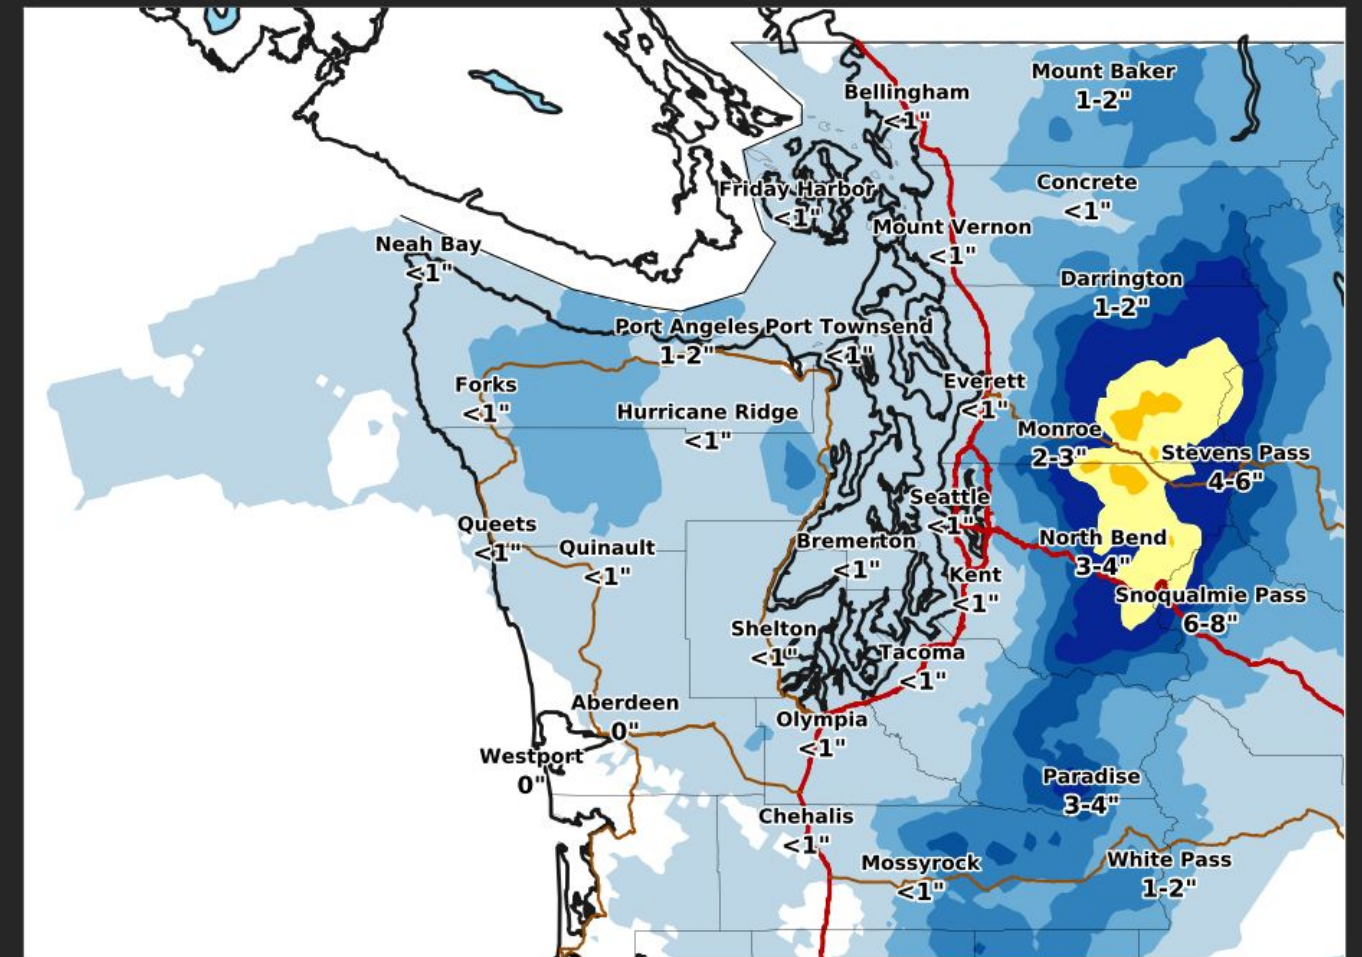 Mount Baker
1-2"
Bellingham
<1"
Concrete
<1"
Friday Harbor
<1"
Mount Vernon
<1"
Neah Bay
<1"
Darrington
1-2"
Port Angeles
1-2"
Port Townsend
<1"
Forks
<1"
Everett
<1"
Hurricane Ridge
<1"
Monroe
2-3"
Stevens Pass
4-6"
Seattle
<1"
Queets
<1"
Quinault
<1"
Bremerton
<1"
North Bend
3-4"
Kent
<1"
Snoqualmie Pass
6-8"
Shelton
<1"
Tacoma
<1"
Aberdeen
0"
Olympia
<1"
Westport
0"
Paradise
3-4"
Chehalis
<1"
Mossyrock
<1"
White Pass
1-2"